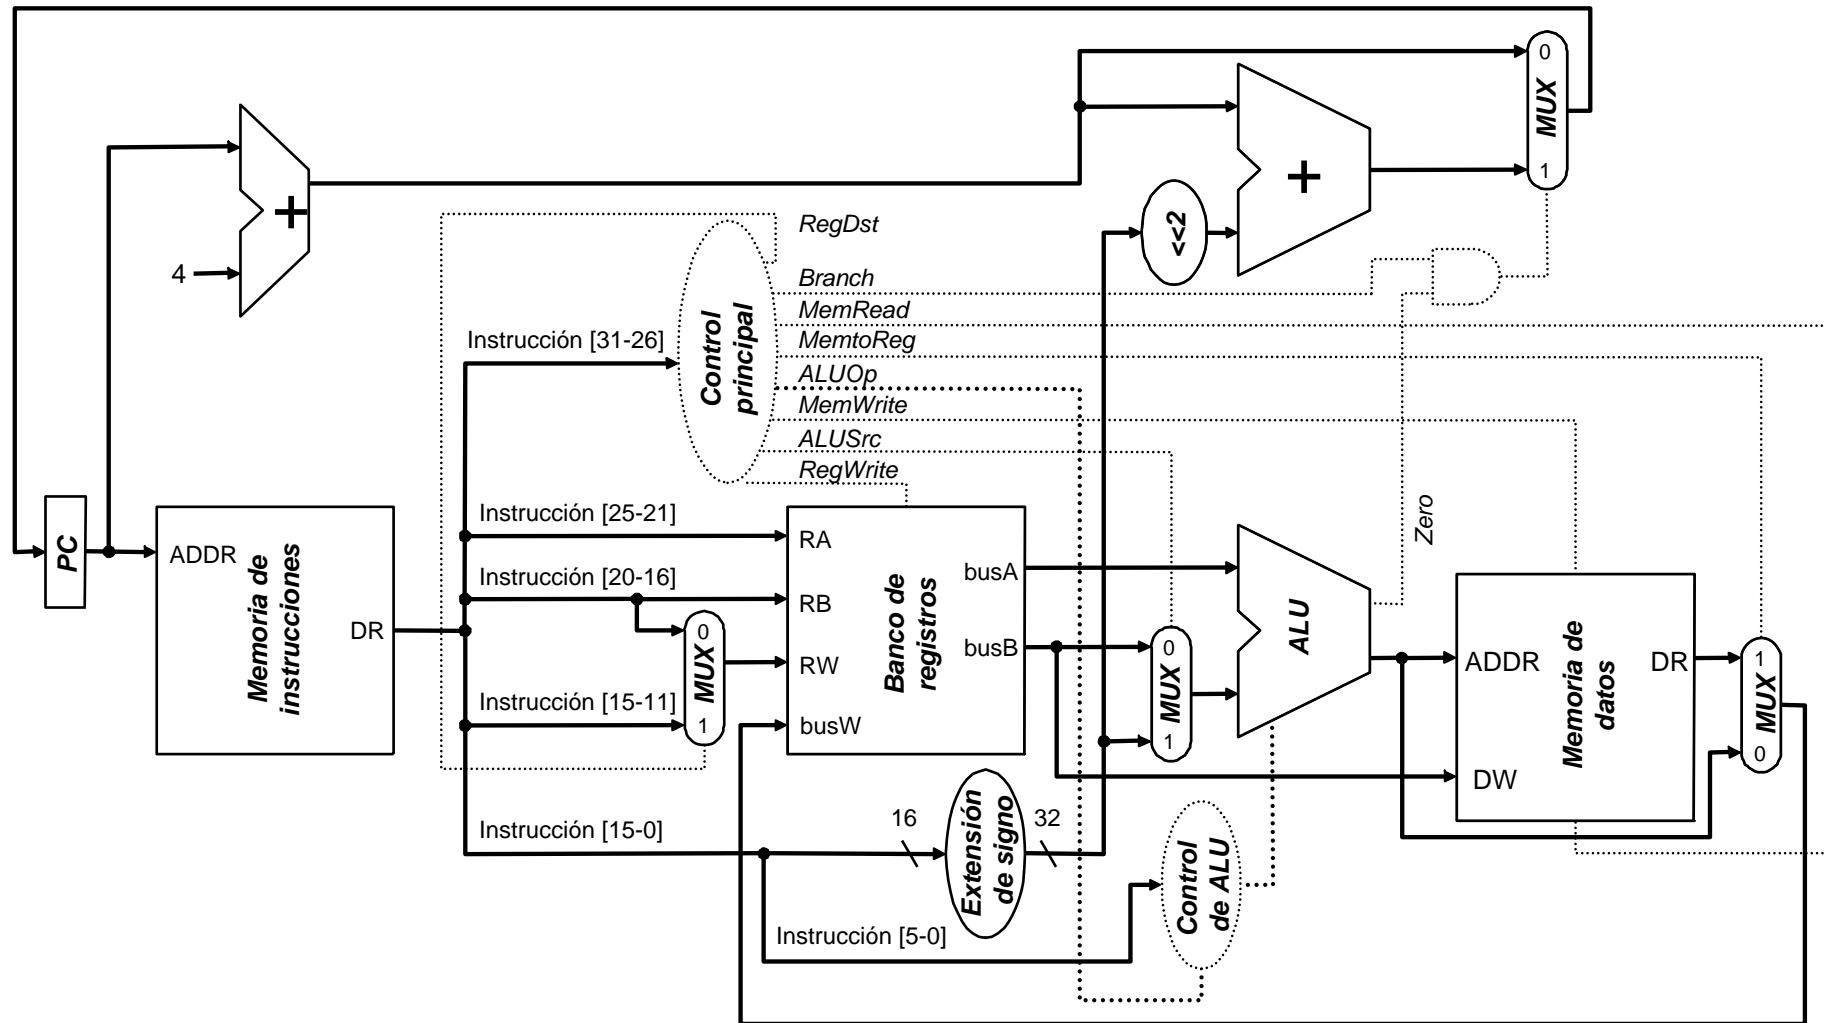 0
MUX
1
+
+
<<2
4
RegDst
Branch
MemRead
MemtoReg
ALUOp
MemWrite
ALUSrc
RegWrite
Control
principal
Instrucción [31-26]
Zero
PC
ADDR
Memoria de
instrucciones
DR
Instrucción [25-21]
Instrucción [20-16]
Instrucción [15-11]
Instrucción [15-0]
0
MUX
1
RA
RB
RW
busW
Banco de
registros
busA
busB
0
MUX
1
ALU
ADDR
DW
Memoria de
datos
DR
1
MUX
0
16
Extensión
de signo
32
Control
de ALU
Instrucción [5-0]